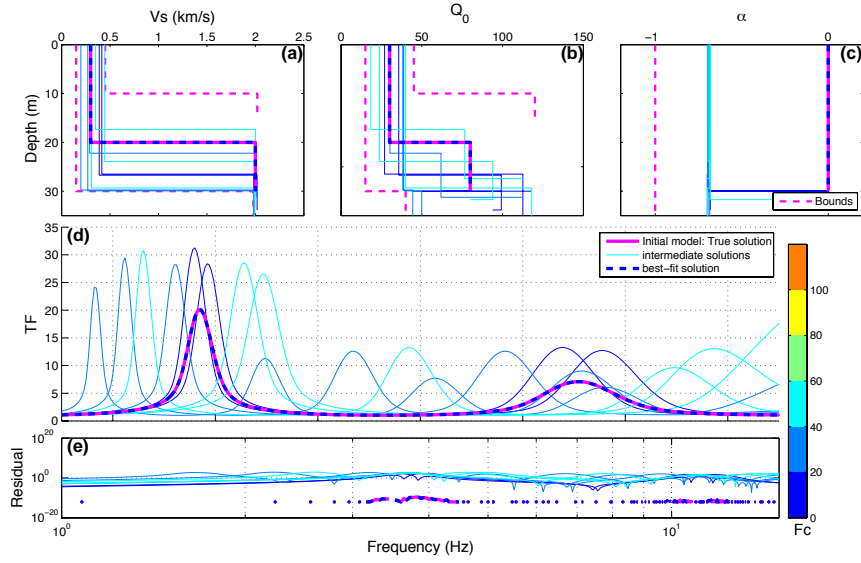 Vs (km/s)
Q0
α
0 0.5 1 1.5 2 2.5
0 50 100 150
−1 0
(a)
(b)
(c)
Depth (m)
0
10
20
30
Bounds
(d)
Initial model: True solution
intermediate solutions
best−fit solution
TF
35
30
25
20
15
10
5
0
100
80
60
40
20
0
Fc
(e)
Residual
10^20
10^0
10^−20
10^0 10^1
Frequency (Hz)